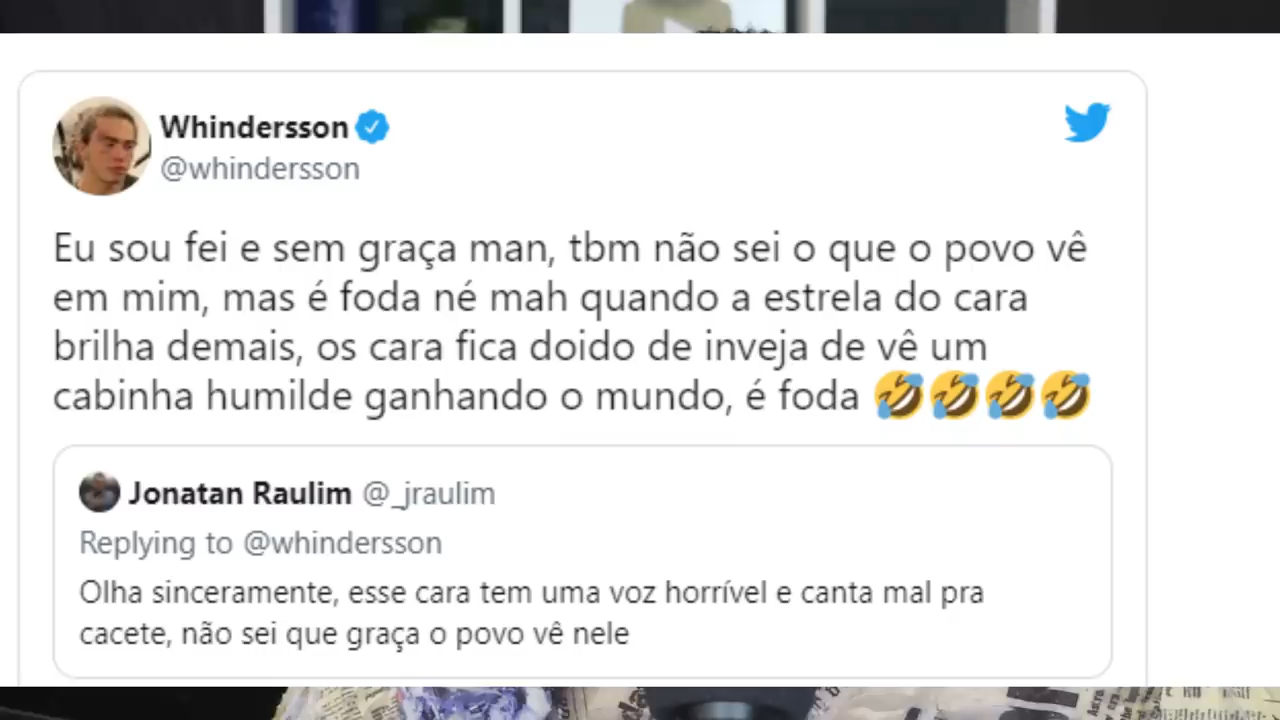 Whindersson
@whindersson
Eu sou fei e sem graça man, tbm não sei o que o povo vê
em mim, mas é foda né mah quando a estrela do cara
brilha demais, os cara fica doido de inveja de vê um
cabinha humilde ganhando o mundo, é foda 🤣🤣🤣🤣
Jonatan Raulim @_jraulim
Replying to @whindersson
Olha sinceramente, esse cara tem uma voz horrível e canta mal pra
cacete, não sei que graça o povo vê nele